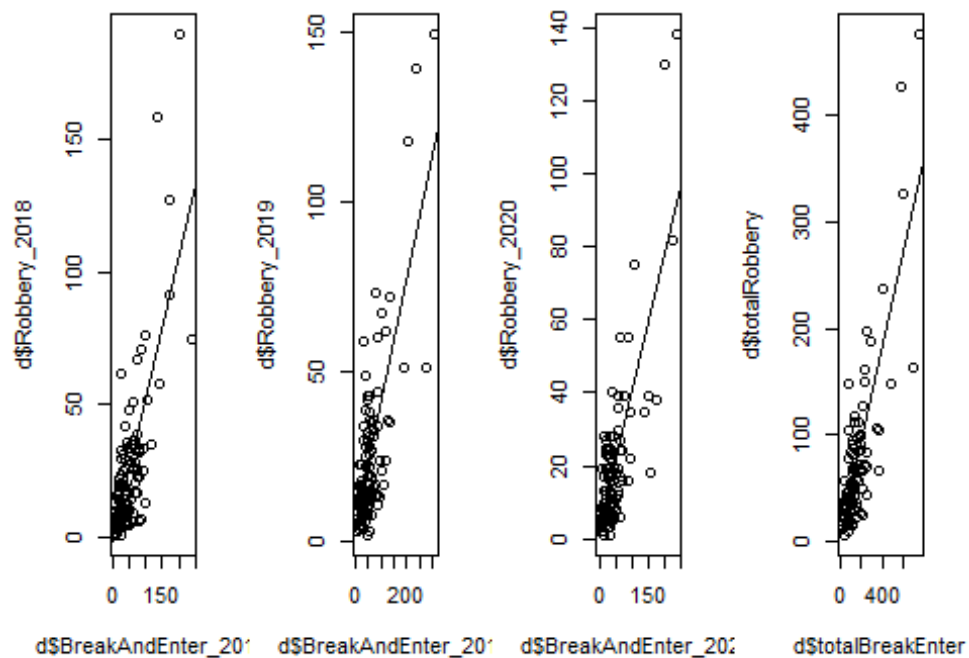 d$Robbery_2018
0 50 100 150
0 150
d$BreakAndEnter_201
d$Robbery_2019
0 50 100 150
0 200
d$BreakAndEnter_201
d$Robbery_2020
0 20 40 60 80 100 120 140
0 150
d$BreakAndEnter_202
d$totalRobbery
0 100 200 300 400
0 400
d$totalBreakEnter